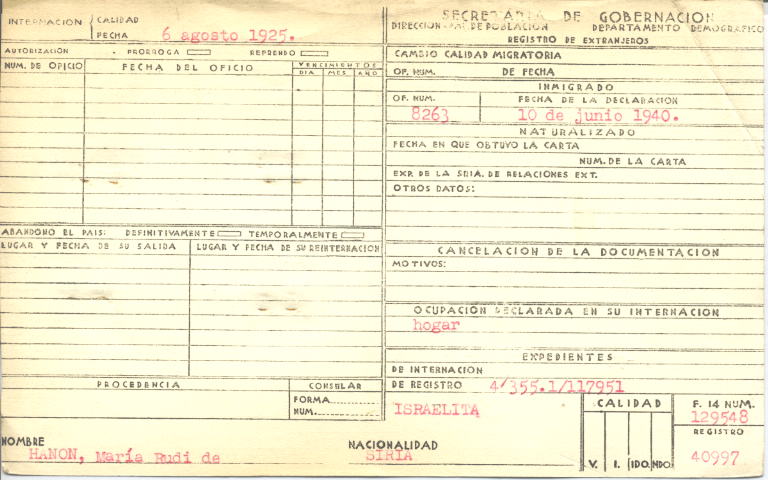 INTERNACION
CALIDAD
FECHA 6 agosto 1925.
AUTORIZACIÓN PRORROGA REFRENDO
NUM. DE OFICIO FECHA DEL OFICIO VENCIMIENTOS
DIA MES AÑO
ABANDONO EL PAIS: DEFINITIVAMENTE TEMPORALMENTE
LUGAR Y FECHA DE SU SALIDA LUGAR Y FECHA DE SU REINTERNACION
PROCEDENCIA CONSULAR
FORMA
NUM.
SECRETARIA DE GOBERNACION
DIRECCION DE POBLACION DEPARTAMENTO DEMOGRAFICO
REGISTRO DE EXTRANJEROS
CAMBIO CALIDAD MIGRATORIA
OF. NUM. DE FECHA
INMIGRADO
OF. NUM. FECHA DE LA DECLARACION
8263 10 de junio 1940.
NATURALIZADO
FECHA EN QUE OBTUVO LA CARTA
NUM. DE LA CARTA
EXP. DE LA SRIA. DE RELACIONES EXT.
OTROS DATOS:
CANCELACION DE LA DOCUMENTACION
MOTIVOS:
OCUPACIÓN DECLARADA EN SU INTERNACION
hogar
EXPEDIENTES
DE INTERNACION
DE REGISTRO 4/355.1/117951
ISRAELITA
CALIDAD
V. I. IDO. NDO.
F. 14 NUM.
129548
REGISTRO
40997
NOMBRE
HANON, María Rudi de
NACIONALIDAD
SIRIA